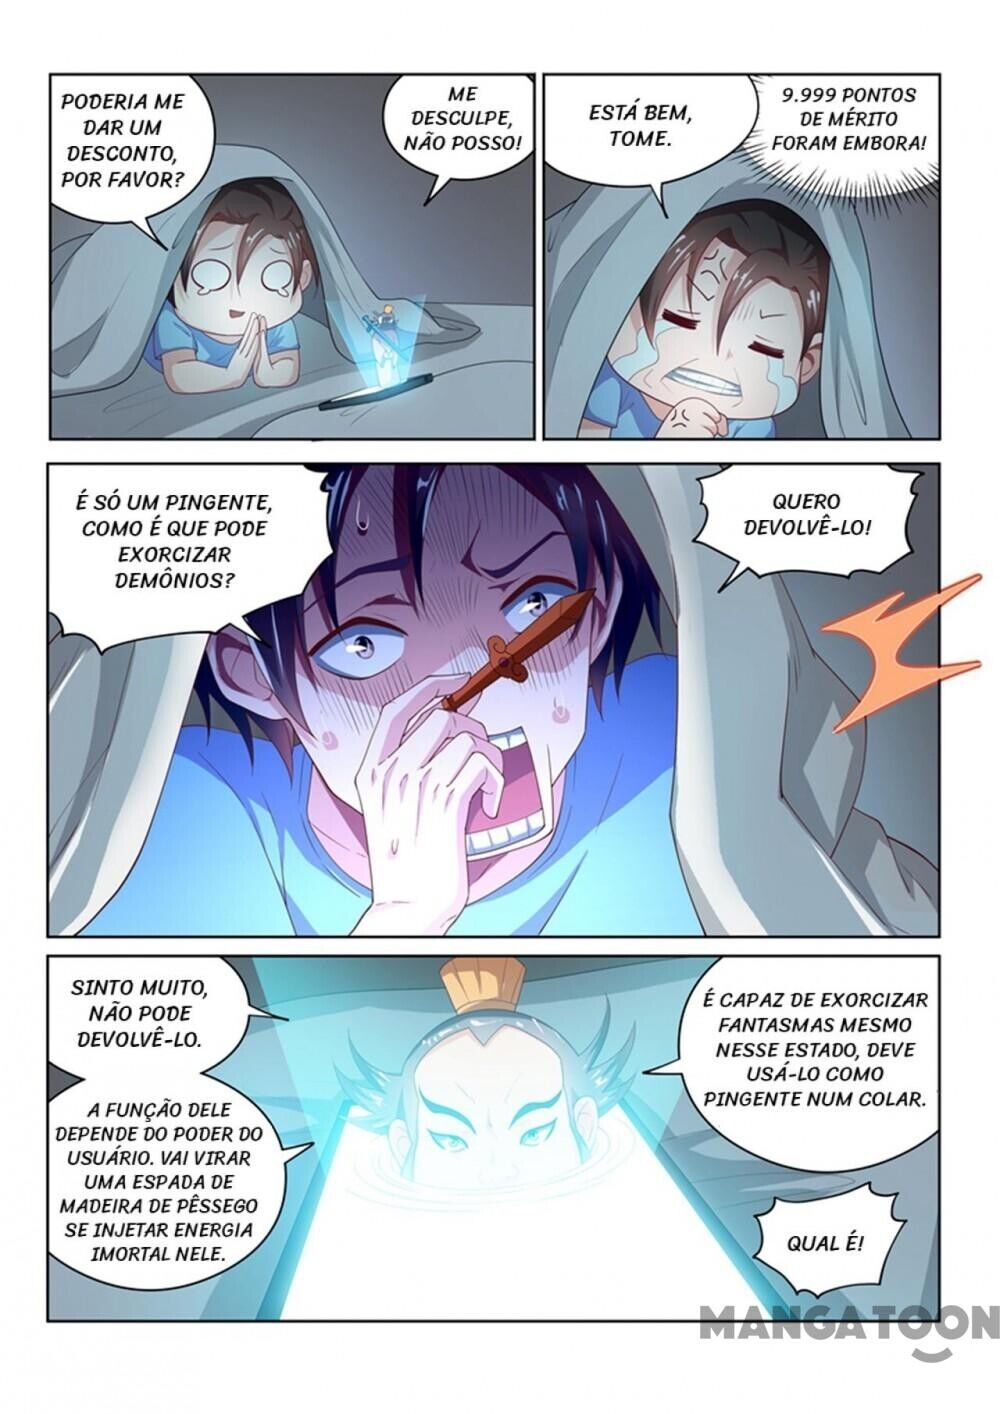 PODERIA ME
DAR UM
DESCONTO,
POR FAVOR?
ME
DESCULPE,
NÃO POSSO!
ESTÁ BEM,
TOME.
9.999 PONTOS
DE MÉRITO
FORAM EMBORA!
É SÓ UM PINGENTE,
COMO É QUE PODE
EXORCIZAR
DEMÔNIOS?
QUERO
DEVOLVÊ-LO!
SINTO MUITO,
NÃO PODE
DEVOLVÊ-LO.
A FUNÇÃO DELE
DEPENDE DO PODER DO
USUÁRIO. VAI VIRAR
UMA ESPADA DE
MADEIRA DE PÊSSEGO
SE INJETAR ENERGIA
IMORTAL NELE.
É CAPAZ DE EXORCIZAR
FANTASMAS MESMO
NESSE ESTADO, DEVE
USÁ-LO COMO
PINGENTE NUM COLAR.
QUAL É!
MANGATOON